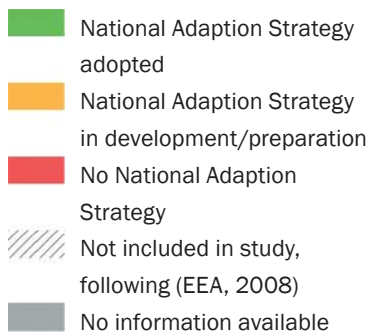 National Adaption Strategy
adopted
National Adaption Strategy
in development/preparation
No National Adaption
Strategy
Not included in study,
following (EEA, 2008)
No information available